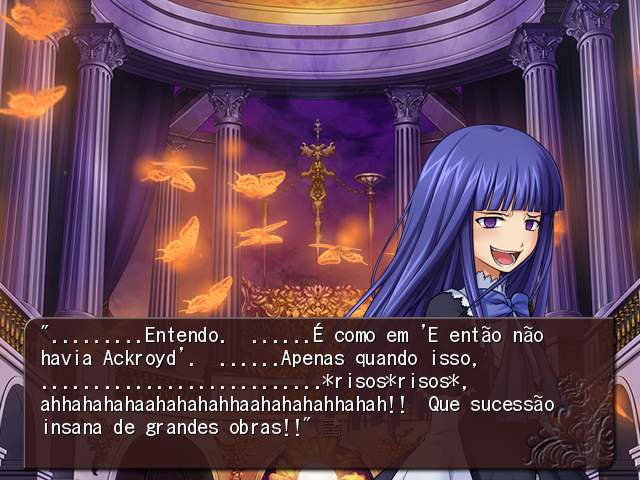 ".........Entendo.  ......É como em 'E então não
havia Ackroyd'.  ......Apenas quando isso,
...........................*risos*risos*,
ahhahahahaahahahahhaahahahahhahah!!  Que sucessão
insana de grandes obras!!"